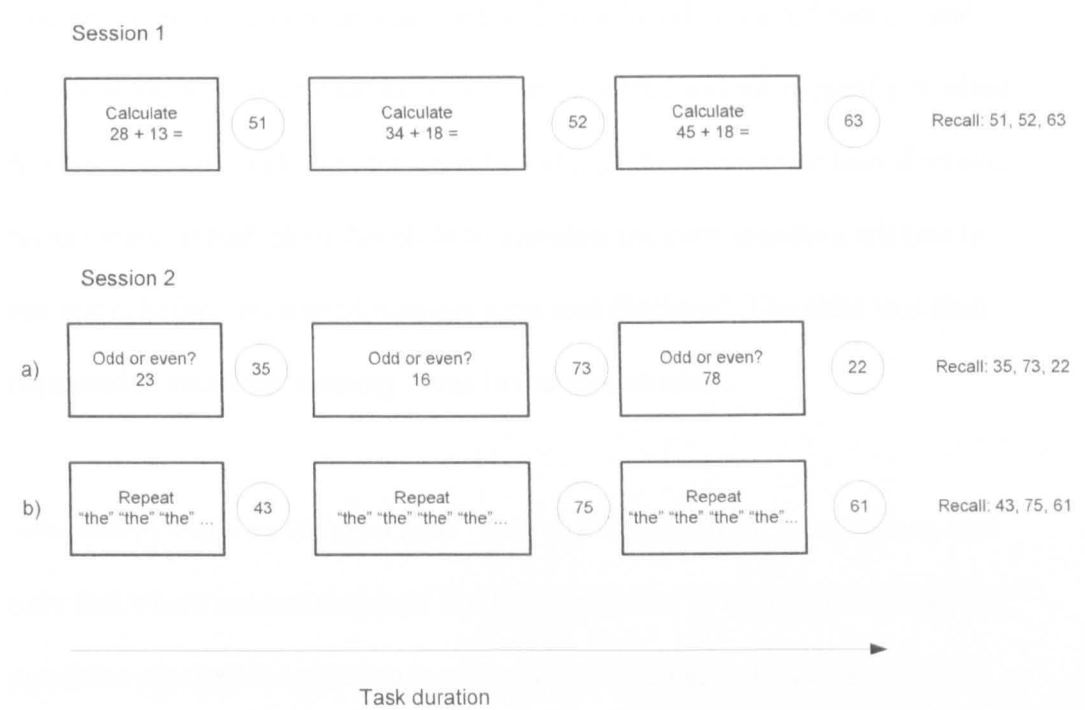 Session 1
Calculate
28 + 13 =
51
Calculate
34 + 18 =
52
Calculate
45 + 18 =
63
Recall: 51, 52, 63
Session 2
a)
Odd or even?
23
35
Odd or even?
16
73
Odd or even?
78
22
Recall: 35, 73, 22
b)
Repeat
“the” “the” “the” ...
43
Repeat
“the” “the” “the” “the”...
75
Repeat
“the” “the” “the” “the”...
61
Recall: 43, 75, 61
Task duration